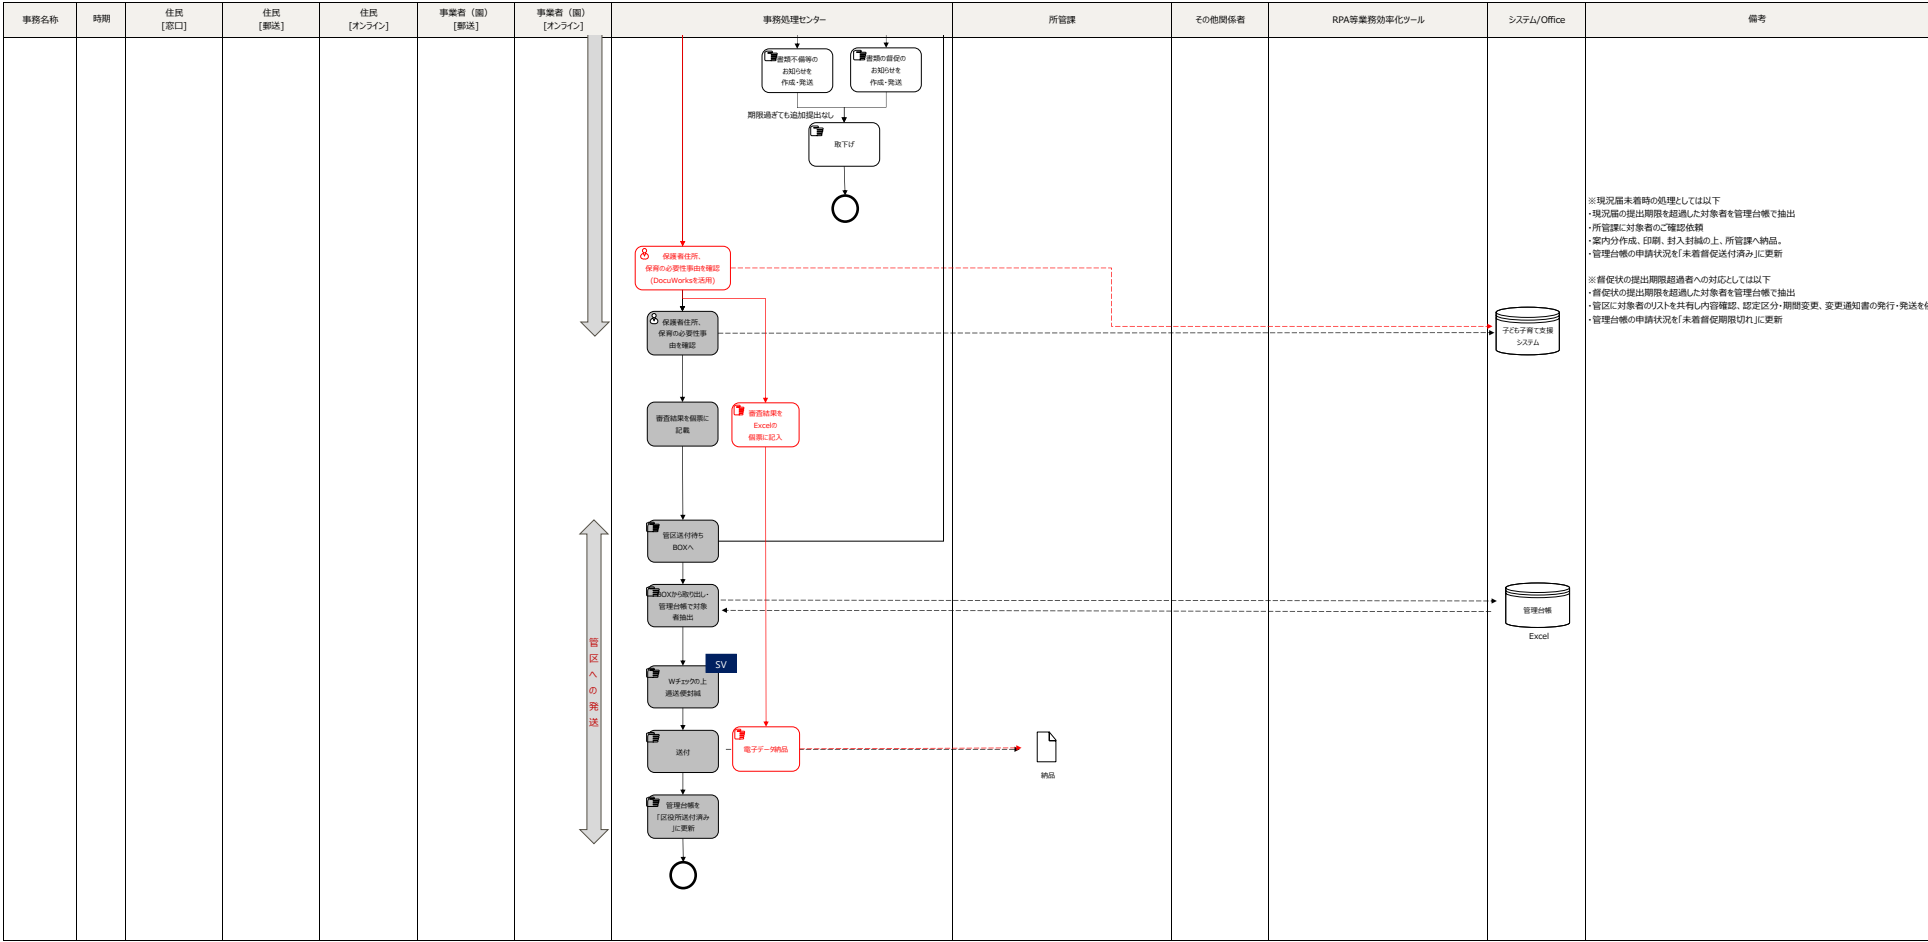 事務名称
時期
住民
[窓口]
住民
[郵送]
住民
[オンライン]
事業者（園）
[郵送]
事業者（園）
[オンライン]
事務処理センター
所管課
その他関係者
RPA等業務効率化ツール
システム/Office
備考
書類不備等の
お知らせを
作成・発送
書類の督促の
お知らせを
作成・発送
期限過ぎても追加提出なし
取下げ
※現況届未着時の処理としては以下
・現況届の提出期限を超過した対象者を管理台帳で抽出
・所管課に対象者のご確認依頼
・案内分作成、印刷、封入封緘の上、所管課へ納品。
・管理台帳の申請状況を「未着督促送付済み」に更新
※督促状の提出期限超過者への対応としては以下
・督促状の提出期限を超過した対象者を管理台帳で抽出
・管区に対象者のリストを共有し内容確認、認定区分・期間変更、変更通知書の発行・発送を
・管理台帳の申請状況を「未着督促期限切れ」に更新
保護者住所、
保育の必要性事由を確認
(DocuWorksを活用)
保護者住所、
保育の必要性事
由を確認
子ども子育て支援
システム
審査結果を個票に
記載
審査結果を
Excelの
個票に記入
管区送付待ち
BOXへ
BOXから取り出し・
管理台帳で対象
者抽出
管理台帳
Excel
管区への発送
SV
Wチェックの上
逓送便封緘
送付
電子データ納品
納品
管理台帳を
「区役所送付済み
」に更新